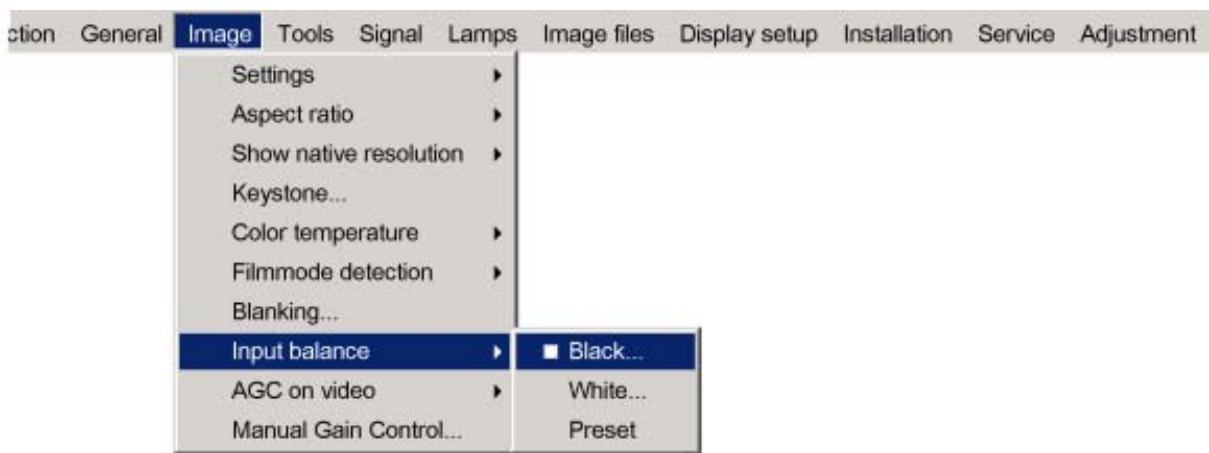 ction General Image Tools Signal Lamps Image files Display setup Installation Service Adjustment
Settings
Aspect ratio
Show native resolution
Keystone...
Color temperature
Filmmode detection
Blanking...
Input balance
Black...
AGC on video
White...
Manual Gain Control...
Preset